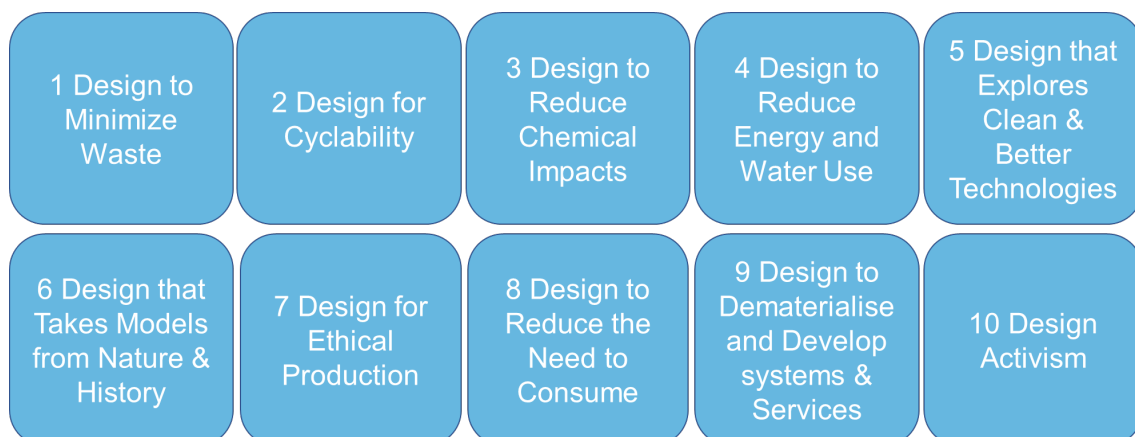 1 Design to
Minimize
Waste
2 Design for
Cyclability
3 Design to
Reduce
Chemical
Impacts
4 Design to
Reduce
Energy and
Water Use
5 Design that
Explores
Clean &
Better
Technologies
6 Design that
Takes Models
from Nature &
History
7 Design for
Ethical
Production
8 Design to
Reduce the
Need to
Consume
9 Design to
Dematerialise
and Develop
systems &
Services
10 Design
Activism